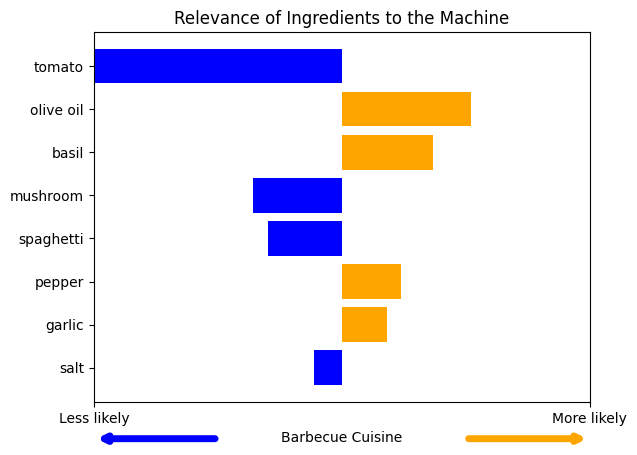 Relevance of Ingredients to the Machine
tomato
olive oil
basil
mushroom
spaghetti
pepper
garlic
salt
Less likely
More likely
Barbecue Cuisine